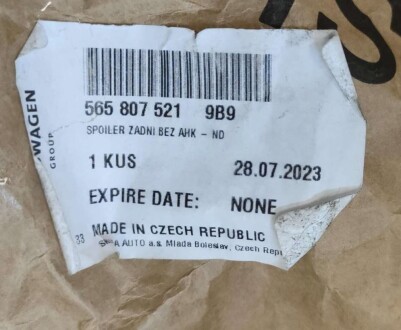 WAGEN
GROUP
565 807 521 9B9
SPOILER ZADNI BEZ AHK - ND
1 KUS 28.07.2023
EXPIRE DATE: NONE
MADE IN CZECH REPUBLIC
AUTO a.s. Mlada Boleslav, Czech Rep